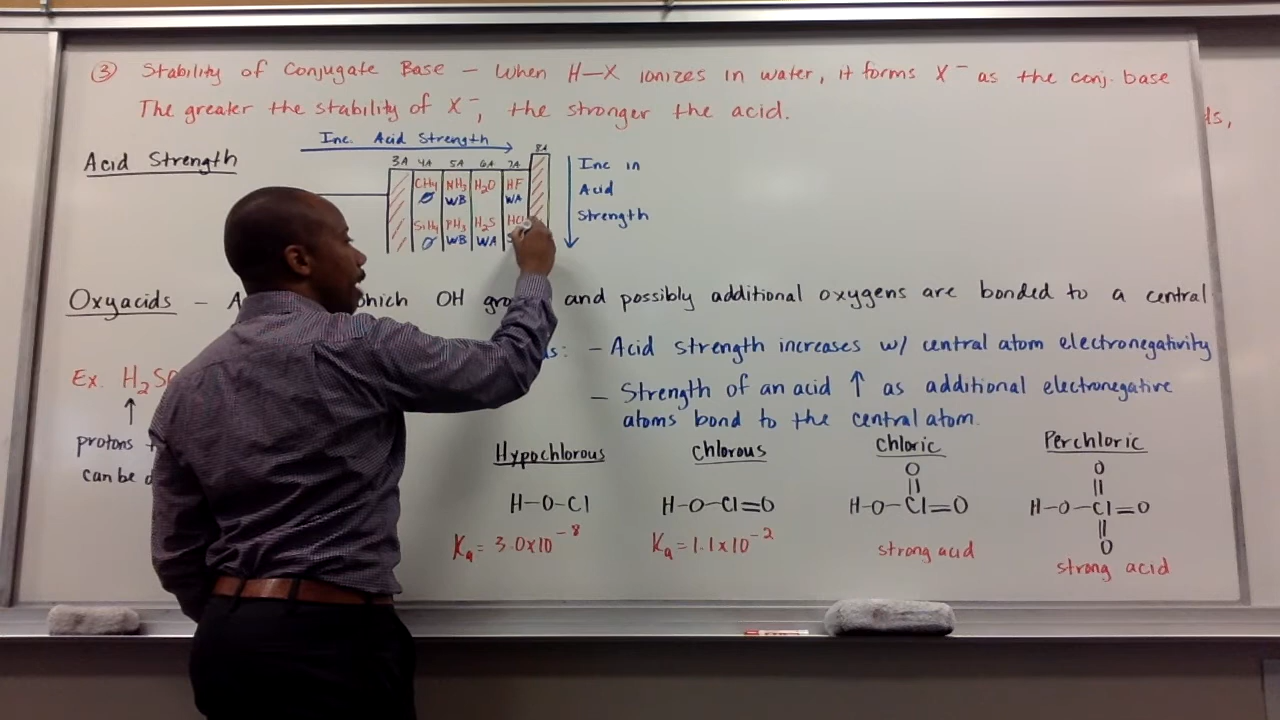 ③ Stability of Conjugate Base – When H–X ionizes in water, it forms X⁻ as the conj. base
The greater the stability of X⁻, the stronger the acid.
Inc. Acid Strength
Acid Strength
3A 4A 5A 6A 7A 8A
CH₄ NH₃ H₂O HF
Ø WB WA
SiH₄ PH₃ H₂S HCl
Ø WB WA
Inc in
Acid
Strength
Oxyacids – which OH and possibly additional oxygens are bonded to a central
– Acid strength increases w/ central atom electronegativity
– Strength of an acid ↑ as additional electronegative
atoms bond to the central atom.
Ex. H₂S
↑
protons
can be
Hypochlorous
H–O–Cl
Ka = 3.0x10⁻⁸
Chlorous
H–O–Cl=O
Ka = 1.1x10⁻²
Chloric
O
||
H–O–Cl=O
strong acid
Perchloric
O
||
H–O–Cl=O
||
O
strong acid